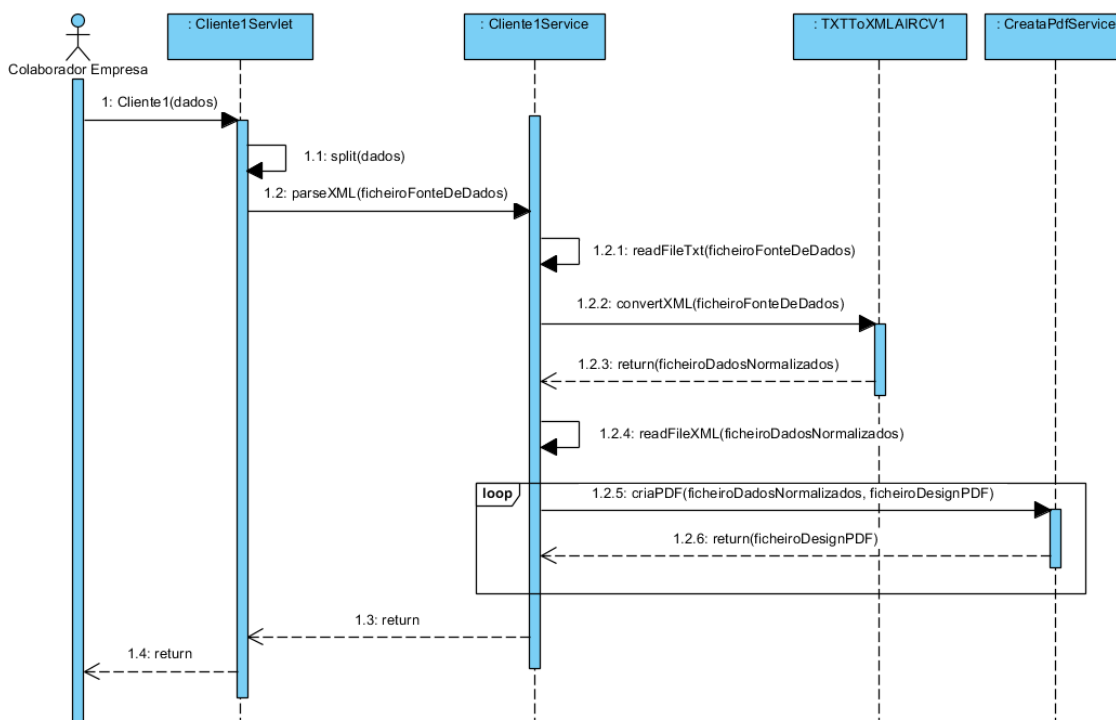 : Cliente1Servlet
: Cliente1Service
: TXTToXMLAIRCV1
: CreataPdfService
Colaborador Empresa
1: Cliente1(dados)
1.1: split(dados)
1.2: parseXML(ficheiroFonteDeDados)
1.2.1: readFileTxt(ficheiroFonteDeDados)
1.2.2: convertXML(ficheiroFonteDeDados)
1.2.3: return(ficheiroDadosNormalizados)
1.2.4: readFileXML(ficheiroDadosNormalizados)
loop
1.2.5: criaPDF(ficheiroDadosNormalizados, ficheiroDesignPDF)
1.2.6: return(ficheiroDesignPDF)
1.3: return
1.4: return